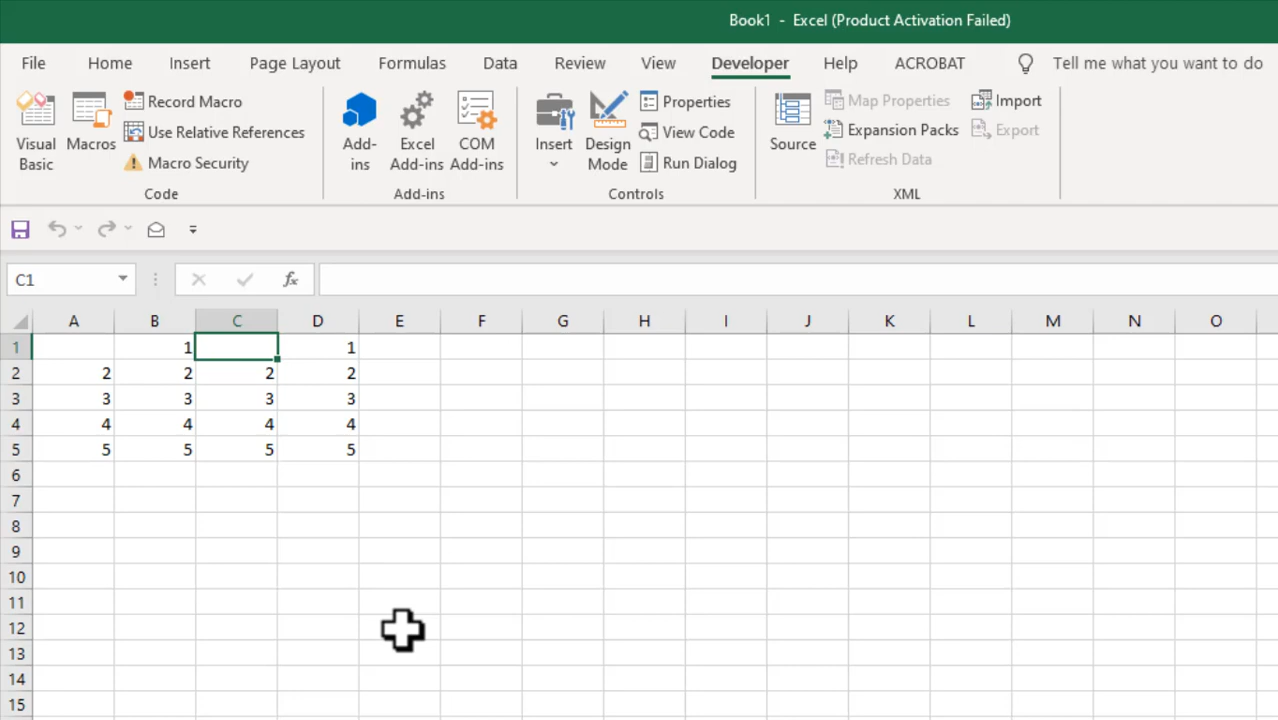 Book1 - Excel (Product Activation Failed)
File Home Insert Page Layout Formulas Data Review View Developer Help ACROBAT Tell me what you want to do
Visual Basic
Macros
Record Macro
Use Relative References
Macro Security
Code
Add-ins
Excel Add-ins
COM Add-ins
Add-ins
Insert
Design Mode
Properties
View Code
Run Dialog
Controls
Source
Map Properties
Expansion Packs
Refresh Data
Import
Export
XML
C1 fx
A B C D E F G H I J K L M N O
1 1 1
2 2 2 2 2
3 3 3 3 3
4 4 4 4 4
5 5 5 5 5
6
7
8
9
10
11
12
13
14
15